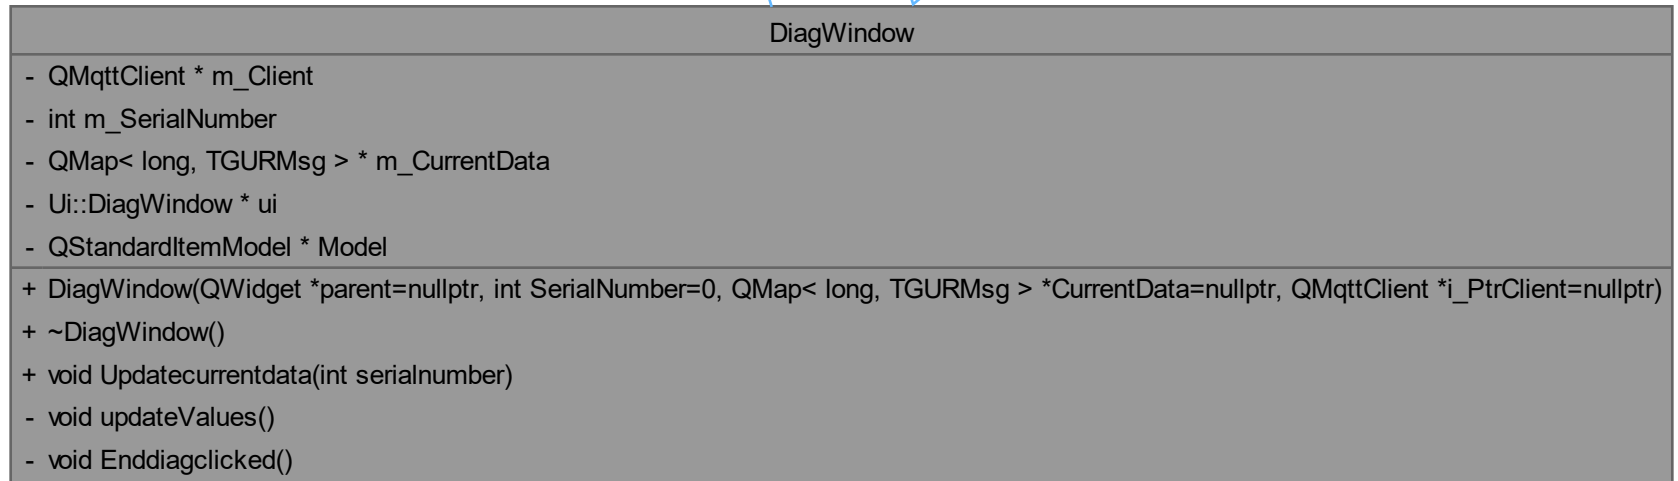 DiagWindow
- QMqttClient * m_Client
- int m_SerialNumber
- QMap< long, TGURMsg > * m_CurrentData
- Ui::DiagWindow * ui
- QStandardItemModel * Model
+ DiagWindow(QWidget *parent=nullptr, int SerialNumber=0, QMap< long, TGURMsg > *CurrentData=nullptr, QMqttClient *i_PtrClient=nullptr)
+ ~DiagWindow()
+ void Updatecurrentdata(int serialnumber)
- void updateValues()
- void Enddiagclicked()